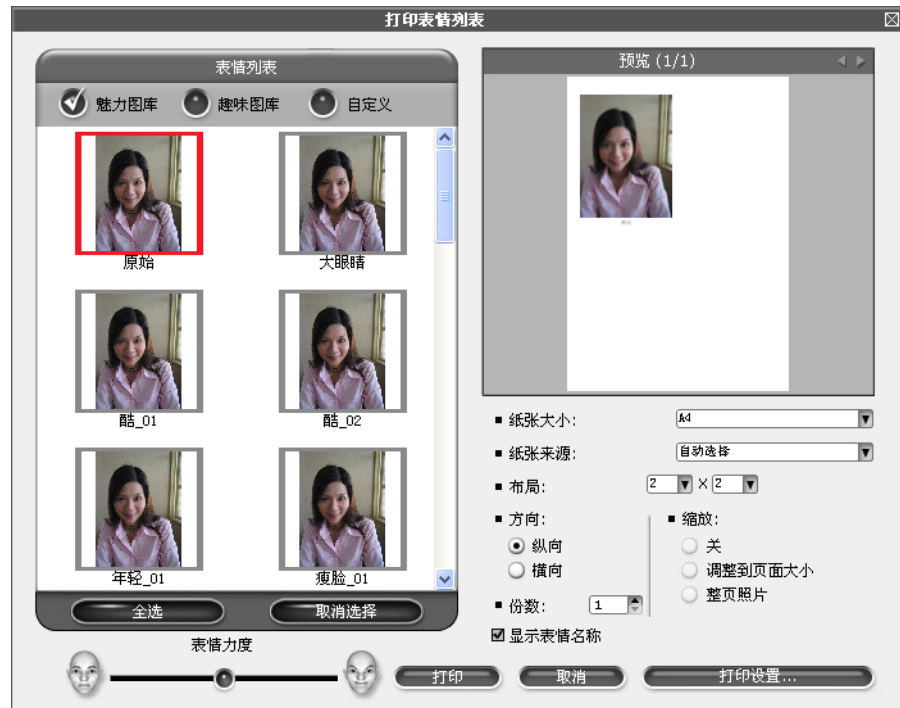 打印表情列表
表情列表
魅力图库 趣味图库 自定义
原始 大眼睛
酷_01 酷_02
年轻_01 瘦脸_01
全选 取消选择
表情力度
预览 (1/1)
纸张大小: A4
纸张来源: 自动选择
布局: 2 X 2
方向: 缩放:
纵向 关
横向 调整到页面大小
整页照片
份数: 1
显示表情名称
打印 取消 打印设置...